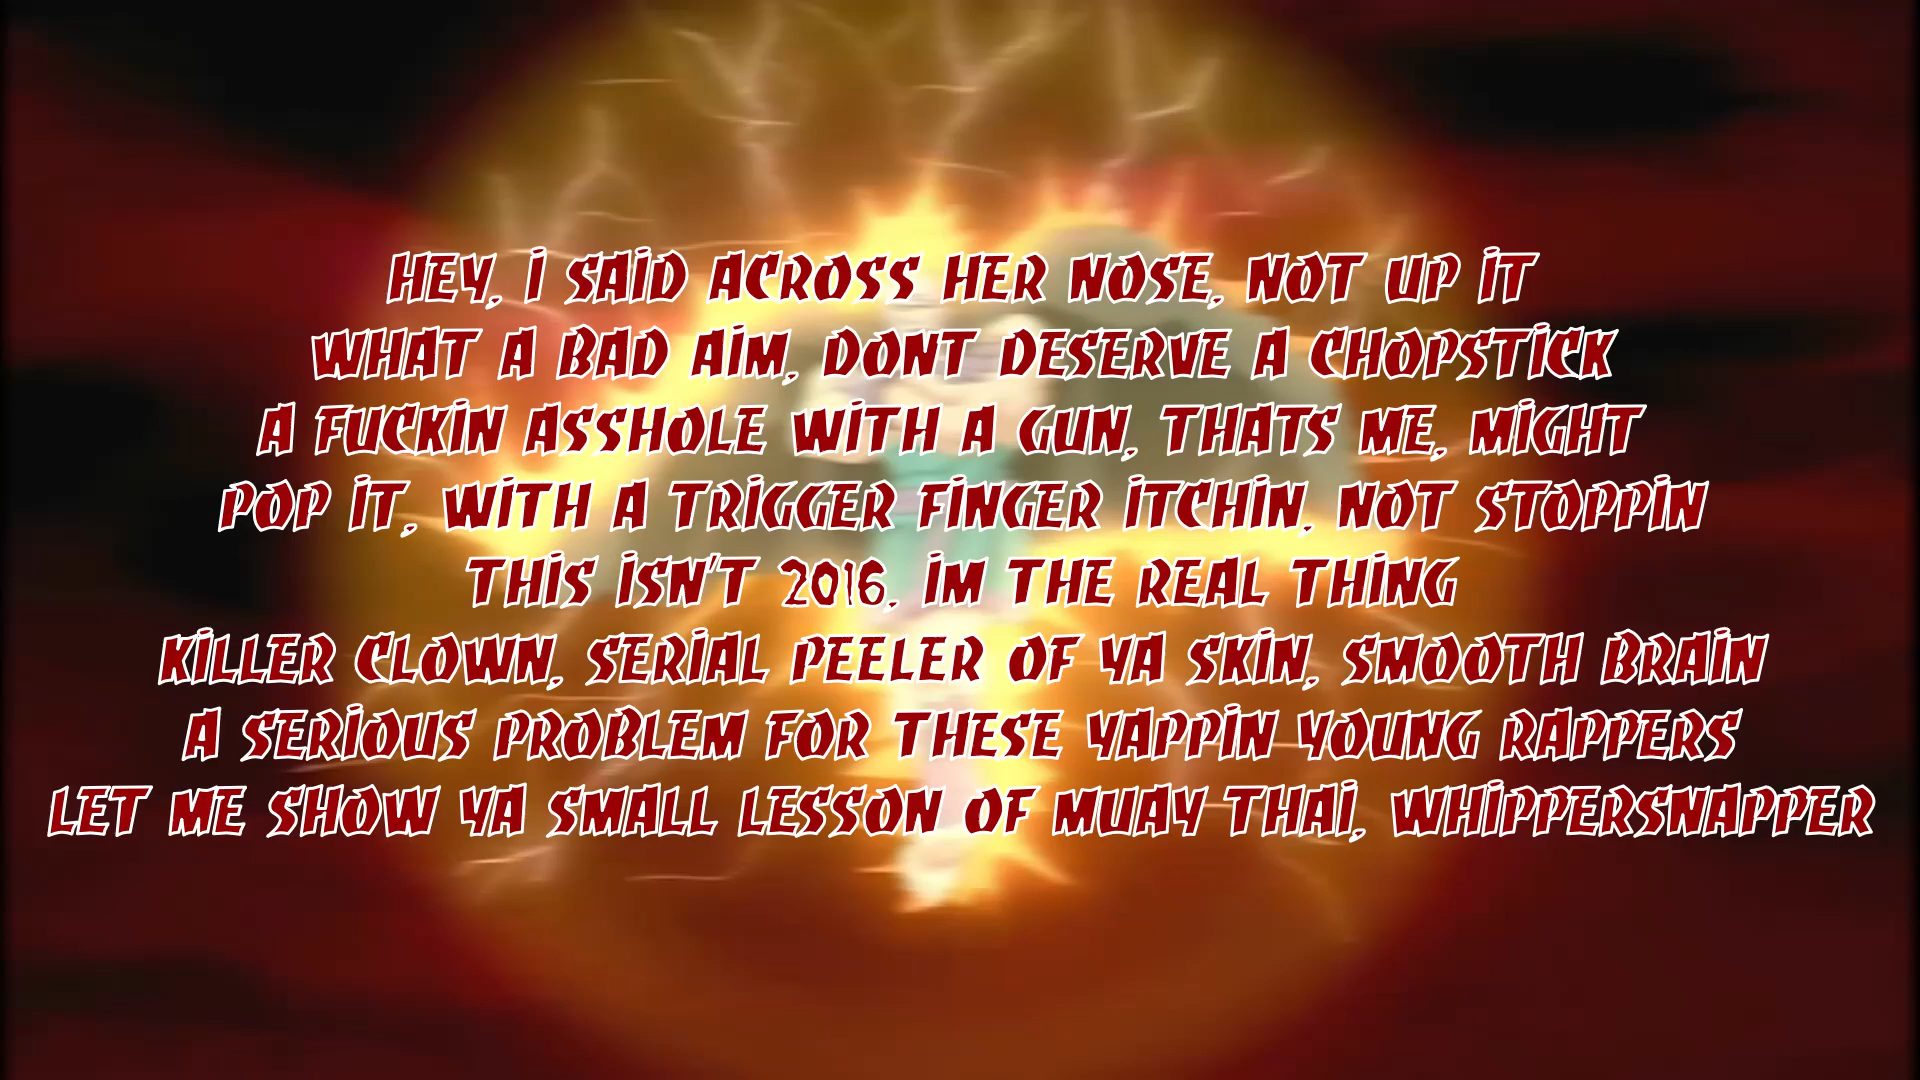 HEY, I SAID ACROSS HER NOSE, NOT UP IT
WHAT A BAD AIM, DONT DESERVE A CHOPSTICK
A FUCKIN ASSHOLE WITH A GUN, THATS ME, MIGHT
POP IT, WITH A TRIGGER FINGER ITCHIN, NOT STOPPIN
THIS ISN'T 2016, IM THE REAL THING
KILLER CLOWN, SERIAL PEELER OF YA SKIN, SMOOTH BRAIN
A SERIOUS PROBLEM FOR THESE YAPPIN YOUNG RAPPERS
LET ME SHOW YA SMALL LESSON OF MUAY THAI, WHIPPERSNAPPER